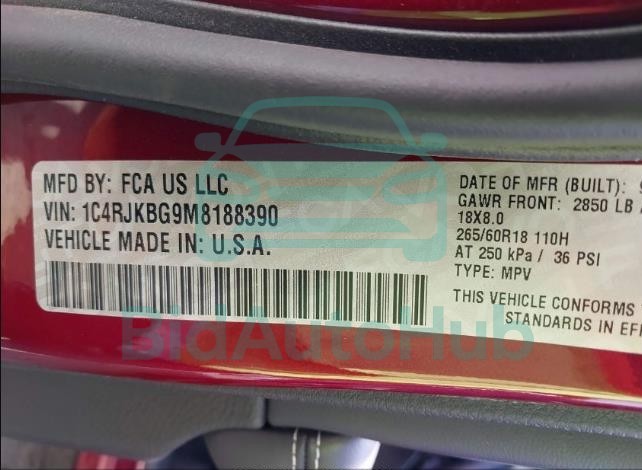 MFD BY: FCA US LLC
VIN: 1C4RJKBG9M8188390
VEHICLE MADE IN: U.S.A.
DATE OF MFR (BUILT):
GAWR FRONT: 2850 LB
18X8.0
265/60R18 110H
AT 250 kPa / 36 PSI
TYPE: MPV
THIS VEHICLE CONFORMS
STANDARDS IN
BidAutoHub